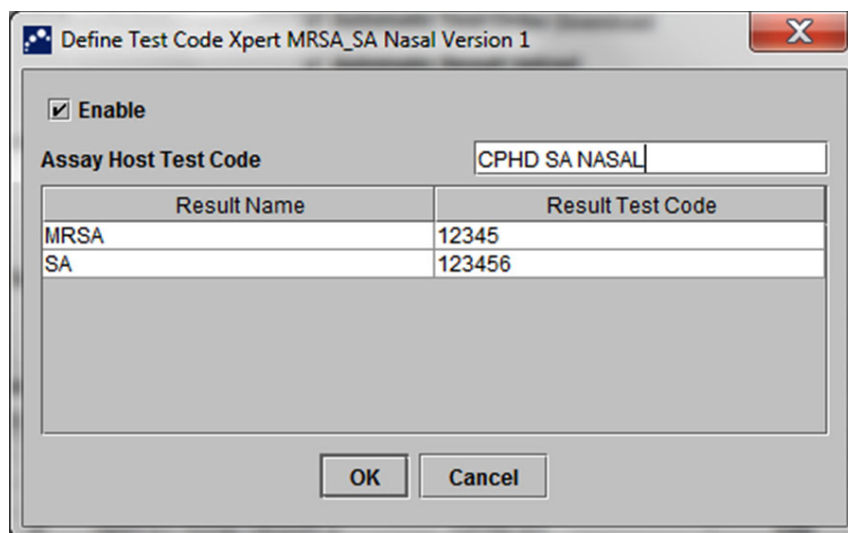 Define Test Code Xpert MRSA_SA Nasal Version 1
Enable
Assay Host Test Code CPHD SA NASAL
Result Name Result Test Code
MRSA 12345
SA 123456
OK Cancel